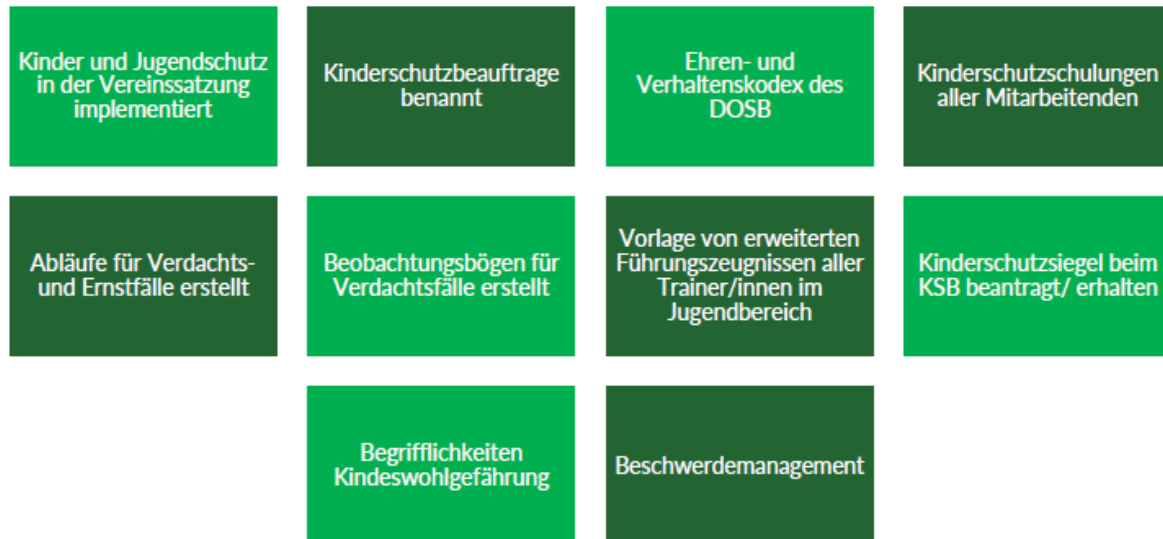 Kinder und Jugendschutz
in der Vereinssatzung
implementiert
Kinderschutzbeauftrage
benannt
Ehren- und
Verhaltenskodex des
DOSB
Kinderschutzschulungen
aller Mitarbeitenden
Abläufe für Verdachts-
und Ernstfälle erstellt
Beobachtungsbögen für
Verdachtsfälle erstellt
Vorlage von erweiterten
Führungszeugnissen aller
Trainer/innen im
Jugendbereich
Kinderschutzsiegel beim
KSB beantragt/ erhalten
Begrifflichkeiten
Kindeswohlgefährung
Beschwerdemanagement